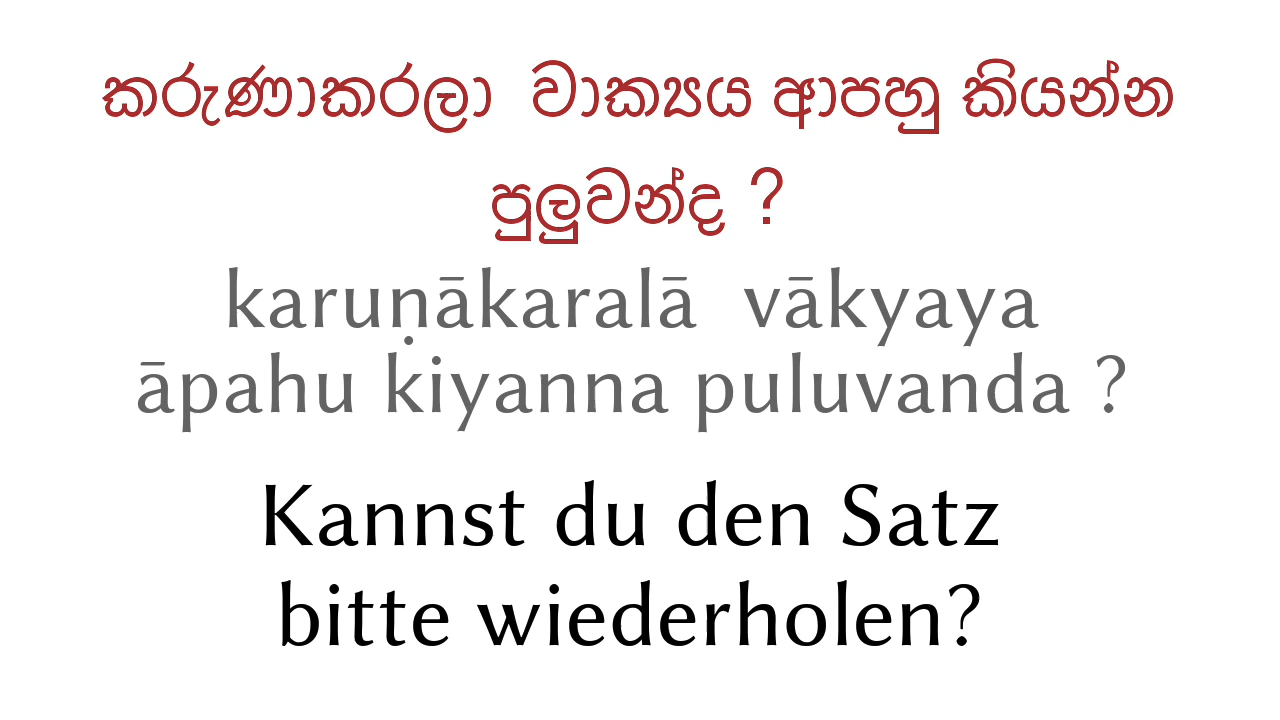 කරුණාකරලා  වාක්‍යය ආපහු කියන්න
පුලුවන්ද ?
karuṇākaralā  vākyaya
āpahu kiyanna puluvanda ?
Kannst du den Satz
bitte wiederholen?